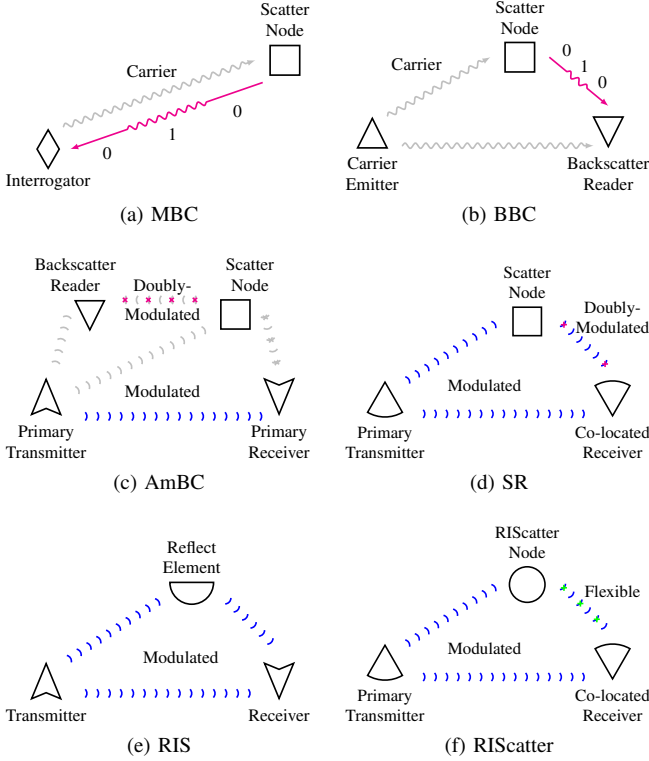 Scatter
Node
Carrier
0
1
0
Interrogator
(a) MBC
Scatter
Node
Carrier
0
1
0
Carrier
Emitter
Backscatter
Reader
(b) BBC
Backscatter
Reader
Doubly-
Modulated
Scatter
Node
Modulated
Primary
Transmitter
Primary
Receiver
(c) AmBC
Scatter
Node
Doubly-
Modulated
Modulated
Primary
Transmitter
Co-located
Receiver
(d) SR
Reflect
Element
Modulated
Transmitter
Receiver
(e) RIS
RIScatter
Node
Flexible
Modulated
Primary
Transmitter
Co-located
Receiver
(f) RIScatter